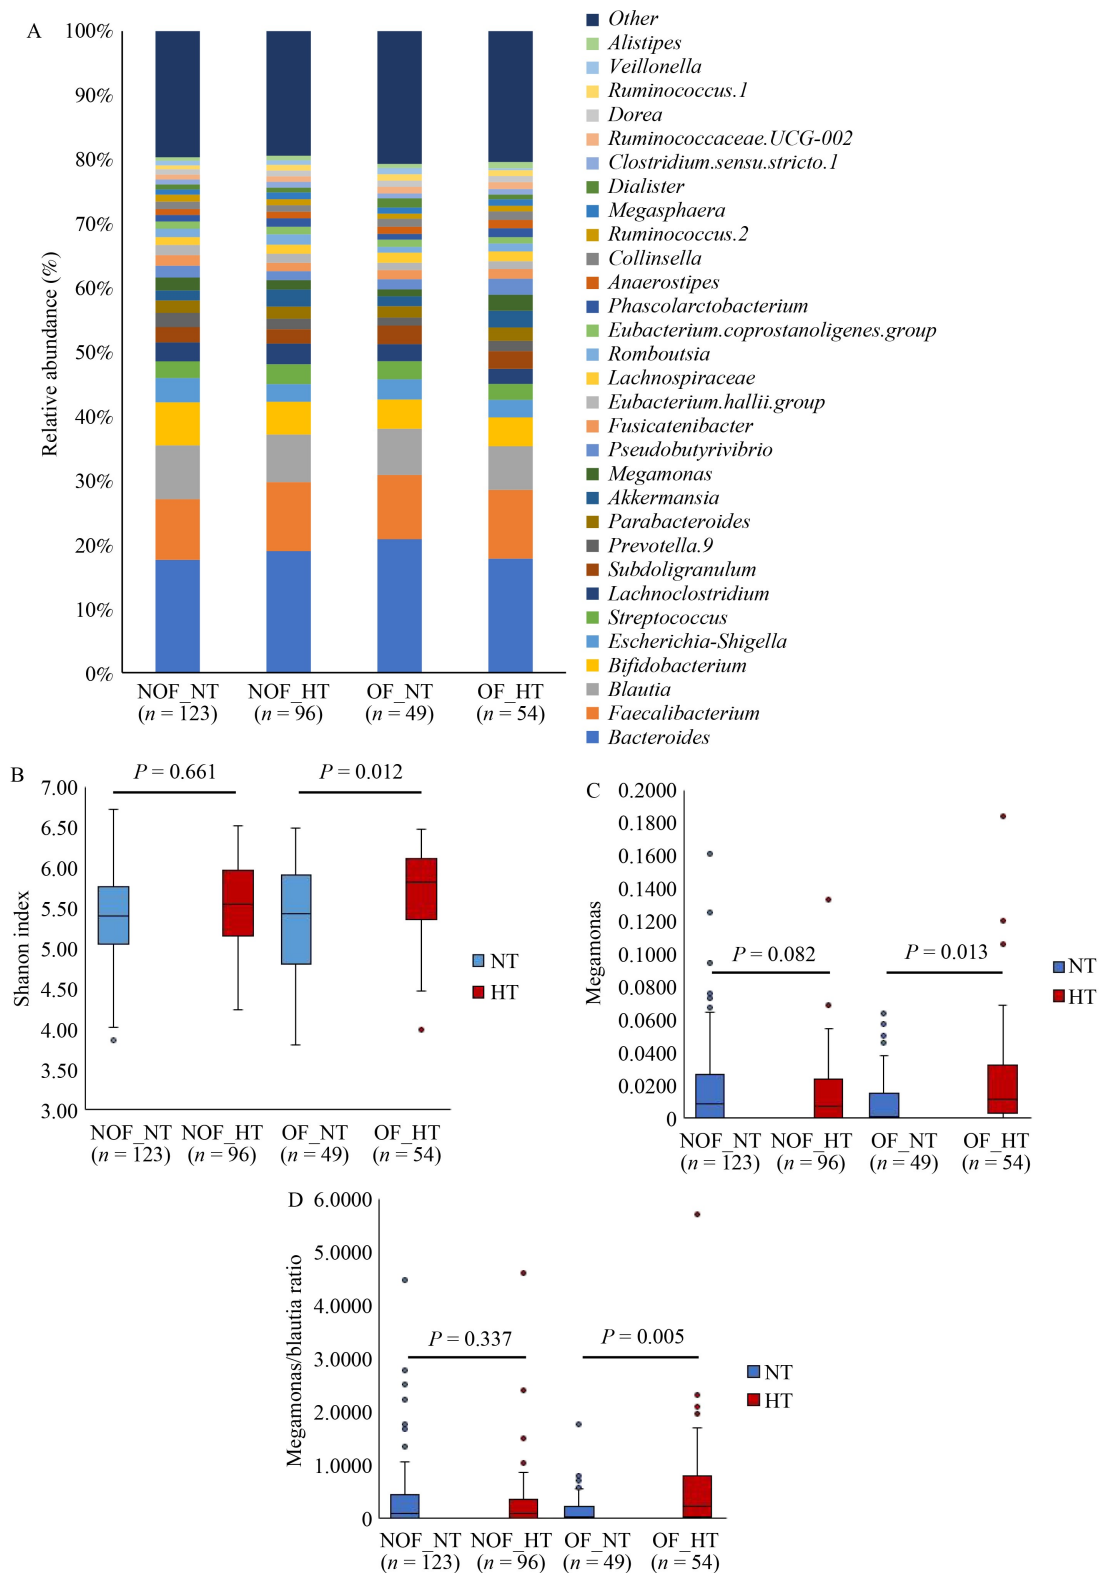 A
100%
90%
80%
70%
60%
50%
40%
30%
20%
10%
0%
Relative abundance (%)
NOF_NT
(n = 123)
NOF_HT
(n = 96)
OF_NT
(n = 49)
OF_HT
(n = 54)
Other
Alistipes
Veillonella
Ruminococcus.1
Dorea
Ruminococcaceae.UCG-002
Clostridium.sensu.stricto.1
Dialister
Megasphaera
Ruminococcus.2
Collinsella
Anaerostipes
Phascolarctobacterium
Eubacterium.coprostanoligenes.group
Romboutsia
Lachnospiraceae
Eubacterium.hallii.group
Fusicatenibacter
Pseudobutyrivibrio
Megamonas
Akkermansia
Parabacteroides
Prevotella.9
Subdoligranulum
Lachnoclostridium
Streptococcus
Escherichia-Shigella
Bifidobacterium
Blautia
Faecalibacterium
Bacteroides
B
7.00
6.50
6.00
5.50
5.00
4.50
4.00
3.50
3.00
Shanon index
P = 0.661
P = 0.012
NT
HT
NOF_NT
(n = 123)
NOF_HT
(n = 96)
OF_NT
(n = 49)
OF_HT
(n = 54)
C
0.2000
0.1800
0.1600
0.1400
0.1200
0.1000
0.0800
0.0600
0.0400
0.0200
0
Megamonas
P = 0.082
P = 0.013
NT
HT
NOF_NT
(n = 123)
NOF_HT
(n = 96)
OF_NT
(n = 49)
OF_HT
(n = 54)
D
6.0000
5.0000
4.0000
3.0000
2.0000
1.0000
0
Megamonas/blautia ratio
P = 0.337
P = 0.005
NT
HT
NOF_NT
(n = 123)
NOF_HT
(n = 96)
OF_NT
(n = 49)
OF_HT
(n = 54)